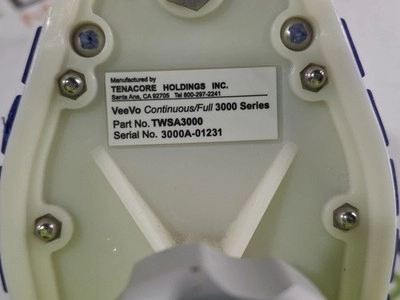 Manufactured by
TENACORE HOLDINGS INC.
Santa Ana, CA 92705 Tel 800-297-2241
VeeVo Continuous/Full 3000 Series
Part No. TWSA3000
Serial No. 3000A-01231